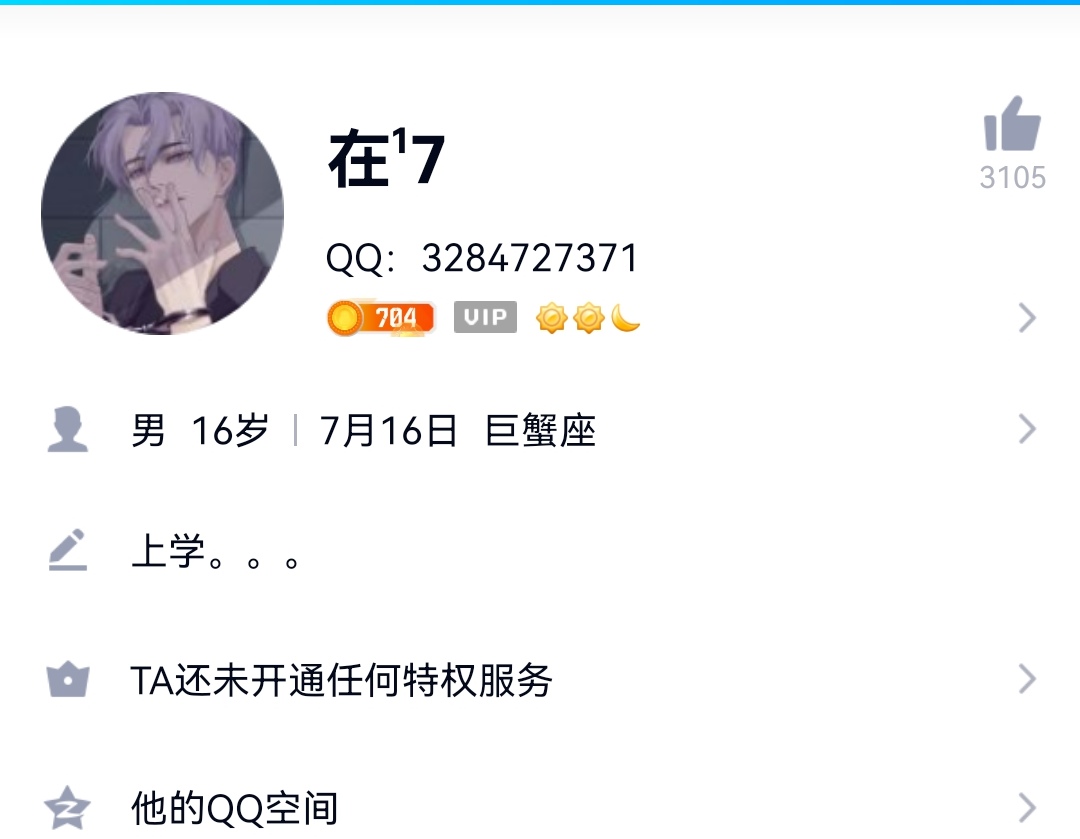 在¹7
3105
QQ：3284727371
704 VIP
男 16岁 | 7月16日 巨蟹座
上学。。。
TA还未开通任何特权服务
他的QQ空间